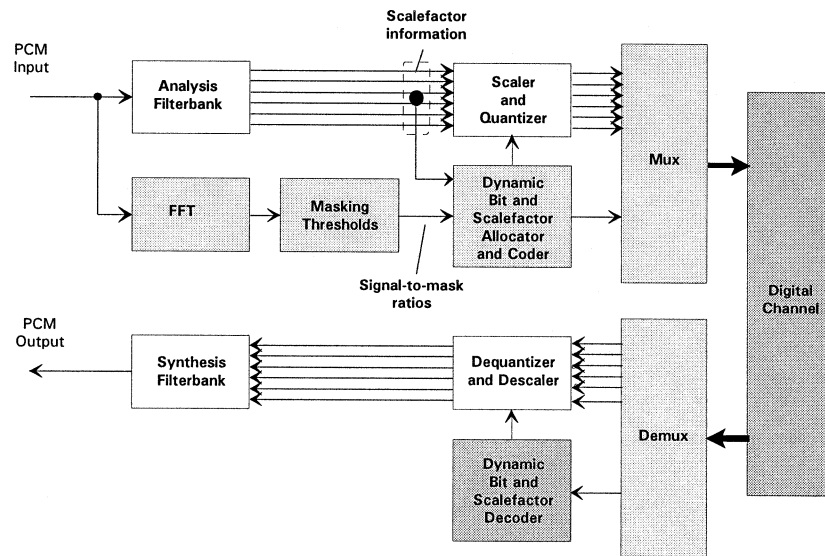 Scalefactor
information
PCM
Input
Analysis
Filterbank
Scaler
and
Quantizer
Mux
FFT
Masking
Thresholds
Dynamic
Bit and
Scalefactor
Allocator
and Coder
Signal-to-mask
ratios
Digital
Channel
PCM
Output
Synthesis
Filterbank
Dequantizer
and Descaler
Demux
Dynamic
Bit and
Scalefactor
Decoder